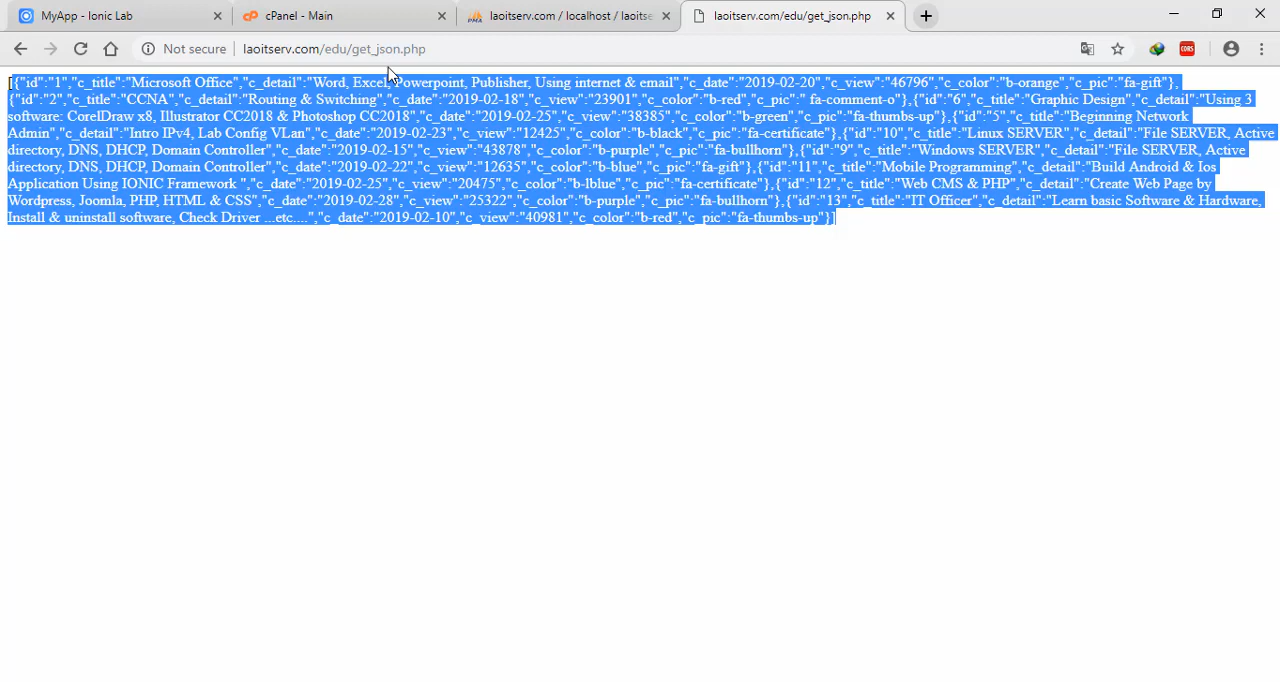 MyApp - Ionic Lab
cPanel - Main
laoitserv.com / localhost / laoitse
laoitserv.com/edu/get_json.php
Not secure
laoitserv.com/edu/get_json.php
CORS
[{"id":"1","c_title":"Microsoft Office","c_detail":"Word, Excel, Powerpoint, Publisher, Using internet & email","c_date":"2019-02-20","c_view":"46796","c_color":"b-orange","c_pic":"fa-gift"},
{"id":"2","c_title":"CCNA","c_detail":"Routing & Switching","c_date":"2019-02-18","c_view":"23901","c_color":"b-red","c_pic":" fa-comment-o"},{"id":"6","c_title":"Graphic Design","c_detail":"Using 3
software: CorelDraw x8, Illustrator CC2018 & Photoshop CC2018","c_date":"2019-02-25","c_view":"38385","c_color":"b-green","c_pic":"fa-thumbs-up"},{"id":"5","c_title":"Beginning Network
Admin","c_detail":"Intro IPv4, Lab Config VLan","c_date":"2019-02-23","c_view":"12425","c_color":"b-black","c_pic":"fa-certificate"},{"id":"10","c_title":"Linux SERVER","c_detail":"File SERVER, Active
directory, DNS, DHCP, Domain Controller","c_date":"2019-02-15","c_view":"43878","c_color":"b-purple","c_pic":"fa-bullhorn"},{"id":"9","c_title":"Windows SERVER","c_detail":"File SERVER, Active
directory, DNS, DHCP, Domain Controller","c_date":"2019-02-22","c_view":"12635","c_color":"b-blue","c_pic":"fa-gift"},{"id":"11","c_title":"Mobile Programming","c_detail":"Build Android & Ios
Application Using IONIC Framework ","c_date":"2019-02-25","c_view":"20475","c_color":"b-lblue","c_pic":"fa-certificate"},{"id":"12","c_title":"Web CMS & PHP","c_detail":"Create Web Page by
Wordpress, Joomla, PHP, HTML & CSS","c_date":"2019-02-28","c_view":"25322","c_color":"b-purple","c_pic":"fa-bullhorn"},{"id":"13","c_title":"IT Officer","c_detail":"Learn basic Software & Hardware,
Install & uninstall software, Check Driver ...etc....","c_date":"2019-02-10","c_view":"40981","c_color":"b-red","c_pic":"fa-thumbs-up"}]